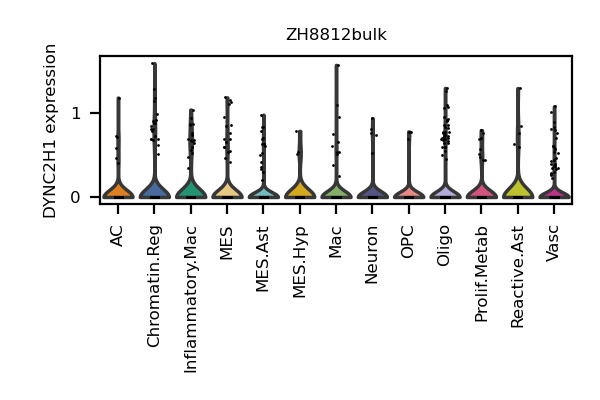 ZH8812bulk
DYNC2H1 expression
1
0
AC
Chromatin.Reg
Inflammatory.Mac
MES
MES.Ast
MES.Hyp
Mac
Neuron
OPC
Oligo
Prolif.Metab
Reactive.Ast
Vasc